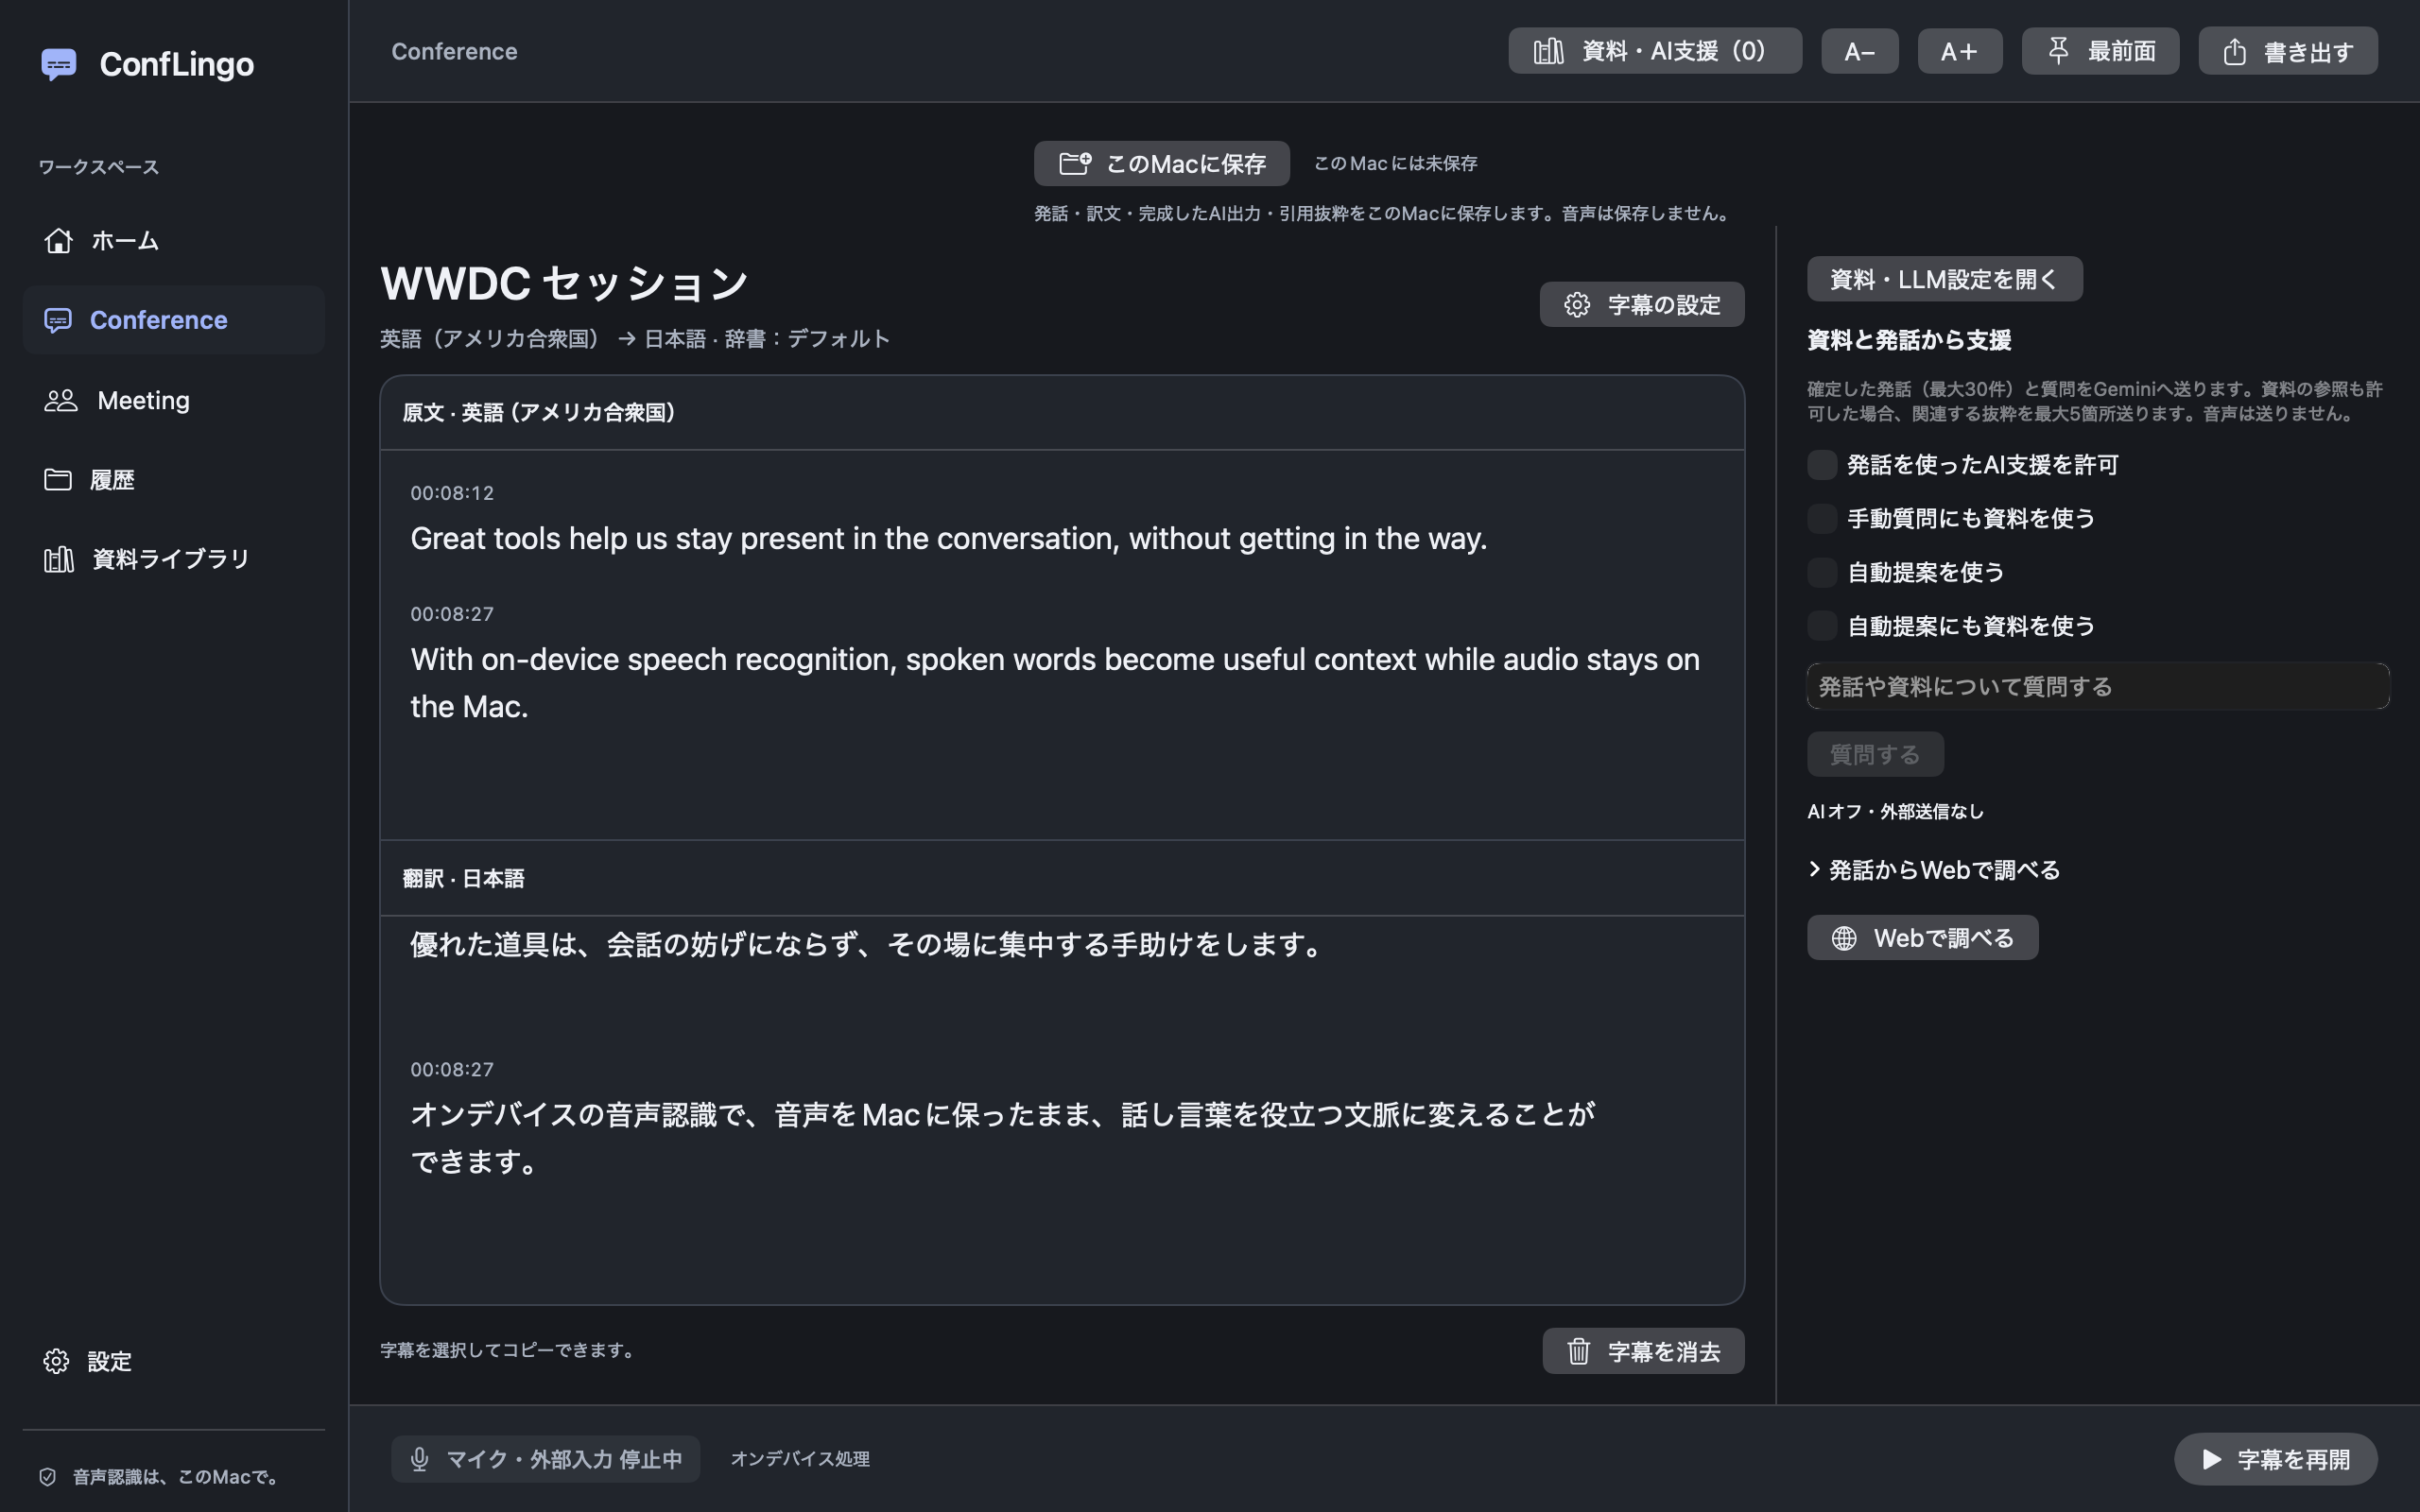 ConfLingo
ワークスペース
ホーム
Conference
Meeting
履歴
資料ライブラリ
設定
音声認識は、このMacで。
Conference
資料・AI支援（0）
A−
A+
最前面
書き出す
このMacに保存
このMacには未保存
発話・訳文・完成したAI出力・引用抜粋をこのMacに保存します。音声は保存しません。
WWDC セッション
英語（アメリカ合衆国） → 日本語 · 辞書：デフォルト
字幕の設定
原文 · 英語（アメリカ合衆国）
00:08:12
Great tools help us stay present in the conversation, without getting in the way.
00:08:27
With on-device speech recognition, spoken words become useful context while audio stays on
the Mac.
翻訳 · 日本語
優れた道具は、会話の妨げにならず、その場に集中する手助けをします。
00:08:27
オンデバイスの音声認識で、音声をMacに保ったまま、話し言葉を役立つ文脈に変えることが
できます。
字幕を選択してコピーできます。
字幕を消去
資料・LLM設定を開く
資料と発話から支援
確定した発話（最大30件）と質問をGeminiへ送ります。資料の参照も許
可した場合、関連する抜粋を最大5箇所送ります。音声は送りません。
発話を使ったAI支援を許可
手動質問にも資料を使う
自動提案を使う
自動提案にも資料を使う
発話や資料について質問する
質問する
AIオフ・外部送信なし
発話からWebで調べる
Webで調べる
マイク・外部入力 停止中
オンデバイス処理
字幕を再開